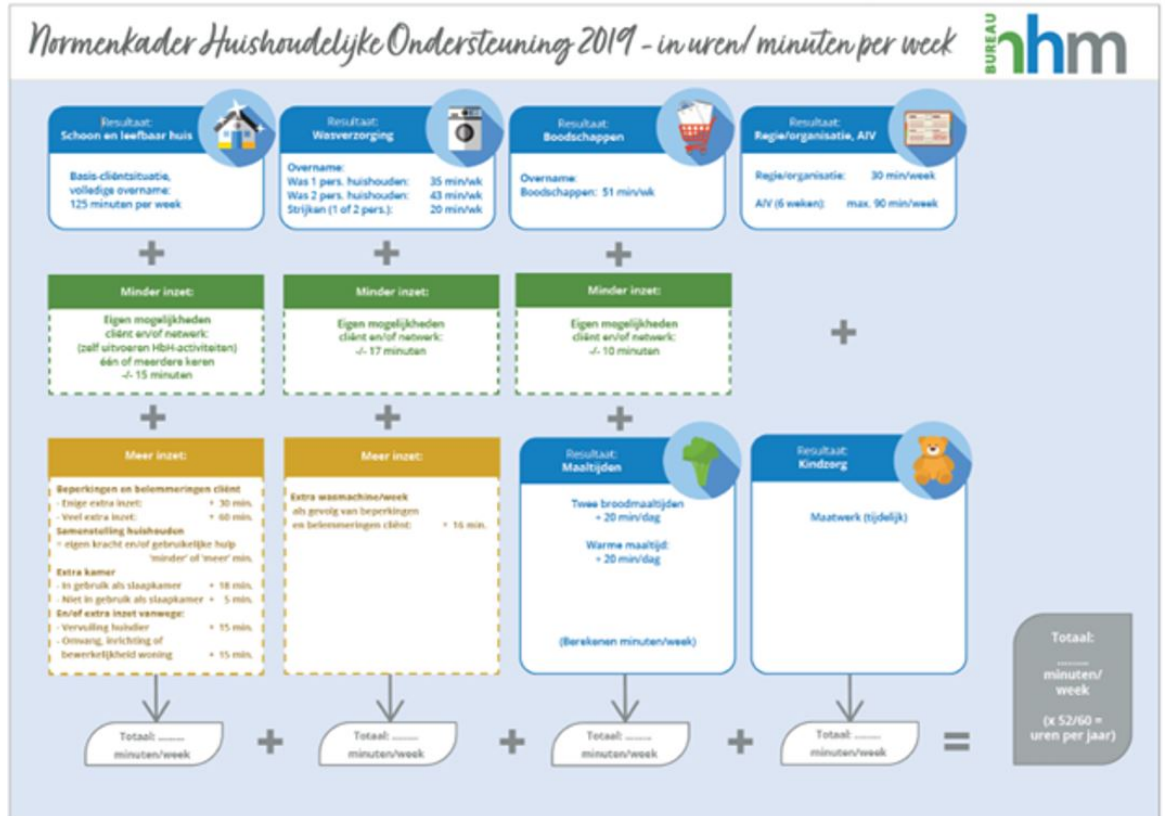 Normenkader Huishoudelijke Ondersteuning 2019 - in uren/ minuten per week
BUREAU
hhm
Resultaat:
Schoon en leefbaar huis
Basis-cliëntsituatie,
volledige overname:
125 minuten per week
Resultaat:
Wasverzorging
Overname:
Was 1 pers. huishouden: 35 min/wk
Was 2 pers. huishouden: 43 min/wk
Strijken (1 of 2 pers.): 20 min/wk
Resultaat:
Boodschappen
Overname:
Boodschappen: 51 min/wk
Resultaat:
Regie/organisatie, AIV
Regie/organisatie: 30 min/week
AIV (6 weken): max. 90 min/week
+
+
+
Minder inzet:
Eigen mogelijkheden
cliënt en/of netwerk:
(zelf uitvoeren HbH-activiteiten)
één of meerdere keren
-/- 15 minuten
Minder inzet:
Eigen mogelijkheden
cliënt en/of netwerk:
-/- 17 minuten
Minder inzet:
Eigen mogelijkheden
cliënt en/of netwerk:
-/- 10 minuten
+
+
+
+
Meer inzet:
Beperkingen en belemmeringen cliënt
- Enige extra inzet: + 30 min.
- Veel extra inzet: + 60 min.
Samenstelling huishouden
= eigen kracht en/of gebruikelijke hulp
'minder' of 'meer' min.
Extra kamer
- In gebruik als slaapkamer + 18 min.
- Niet in gebruik als slaapkamer + 5 min.
En/of extra inzet vanwege:
- Vervuiling huisdier + 15 min.
- Omvang, inrichting of
bewerkelijkheid woning + 15 min.
Meer inzet:
Extra wasmachine/week
als gevolg van beperkingen
en belemmeringen cliënt: + 16 min.
Resultaat:
Maaltijden
Twee broodmaaltijden
+ 20 min/dag
Warme maaltijd:
+ 20 min/dag
(Berekenen minuten/week)
Resultaat:
Kindzorg
Maatwerk (tijdelijk)
Totaal: ........
minuten/week
+
Totaal: ........
minuten/week
+
Totaal: ........
minuten/week
+
Totaal: ........
minuten/week
=
Totaal:
........
minuten/
week
(x 52/60 =
uren per jaar)